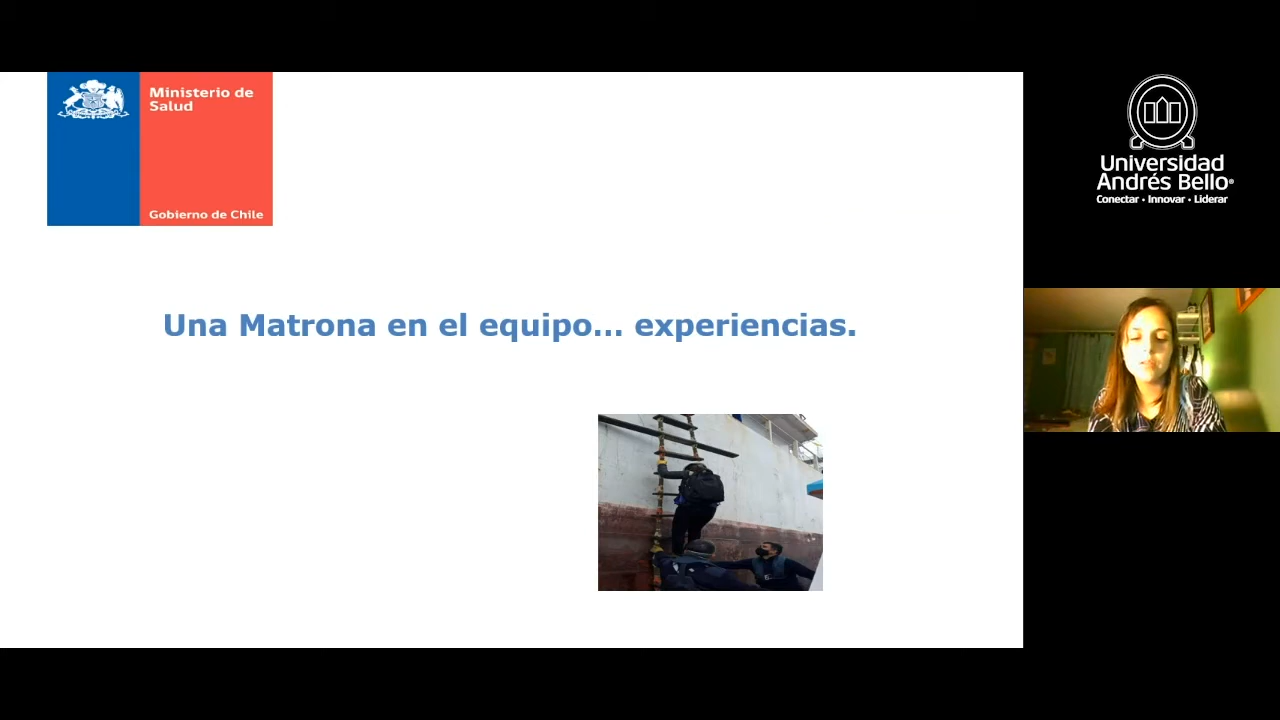 Ministerio de
Salud
Gobierno de Chile
Una Matrona en el equipo... experiencias.
Universidad
Andrés Bello®
Conectar • Innovar • Liderar